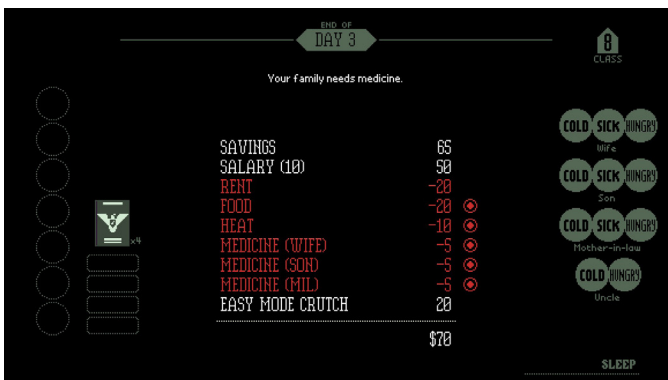 END OF
DAY 3
8
CLASS
Your family needs medicine.
SAVINGS 65
SALARY (10) 50
RENT -20
FOOD -20
HEAT -10
MEDICINE (WIFE) -5
MEDICINE (SON) -5
MEDICINE (MIL) -5
EASY MODE CRUTCH 20
$70
x4
COLD SICK HUNGRY
Wife
COLD SICK HUNGRY
Son
COLD SICK HUNGRY
Mother-in-law
COLD HUNGRY
Uncle
SLEEP